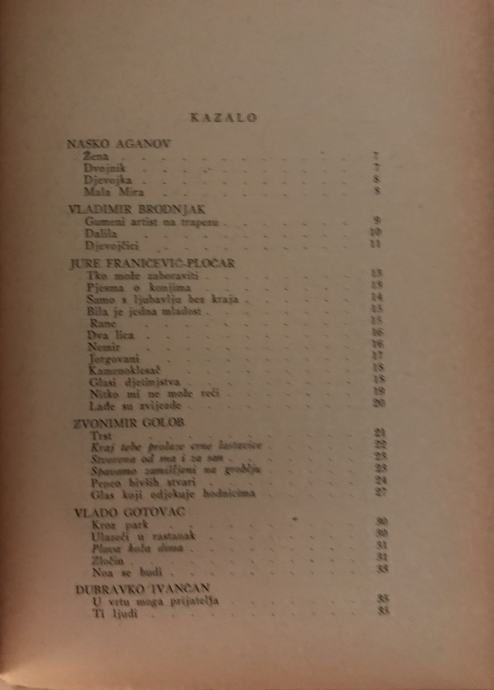 KAZALO
NASKO AGANOV
Žena . . . . . . . . . . 7
Dvojnik . . . . . . . . . 7
Djevojka . . . . . . . . . 8
Mala Mira . . . . . . . . 8
VLADIMIR BRODNJAK
Gumeni artist na trapezu . . . . . . 9
Dalila . . . . . . . . . 10
Djevojčici . . . . . . . . 11
JURE FRANIČEVIĆ-PLOČAR
Tko može zaboraviti . . . . . . 13
Pjesma o konjima . . . . . . 13
Samo s ljubavlju bez kraja . . . . . 14
Bila je jedna mladost . . . . . . 15
Rane . . . . . . . . . 15
Dva lica . . . . . . . . 16
Nemir . . . . . . . . . 16
Jorgovani . . . . . . . . 17
Kamenoklesač . . . . . . . 18
Glasi djetinjstva . . . . . . . 18
Nitko mi ne može reći . . . . . . 19
Lađe su zvijezde . . . . . . . 20
ZVONIMIR GOLOB
Trst . . . . . . . . . 21
Kraj tebe prolaze crne lastavice . . . . 22
Stvorena od sna i za san . . . . . 23
Spavamo zamišljeni na groblju . . . . 23
bivših stvari . . . . . . 24
Glas koji odjekuje hodnicima . . . . 27
VLADO GOTOVAC
Kroz park . . . . . . . . 30
Ulazeći u rastanak . . . . . . 30
Plava kola doma . . . . . . . 31
Zločin . . . . . . . . . 31
Noa se budi . . . . . . . . 33
DUBRAVKO IVANČAN
U vrtu moga prijatelja . . . . . . 35
Ti ljudi . . . . . . . . 35